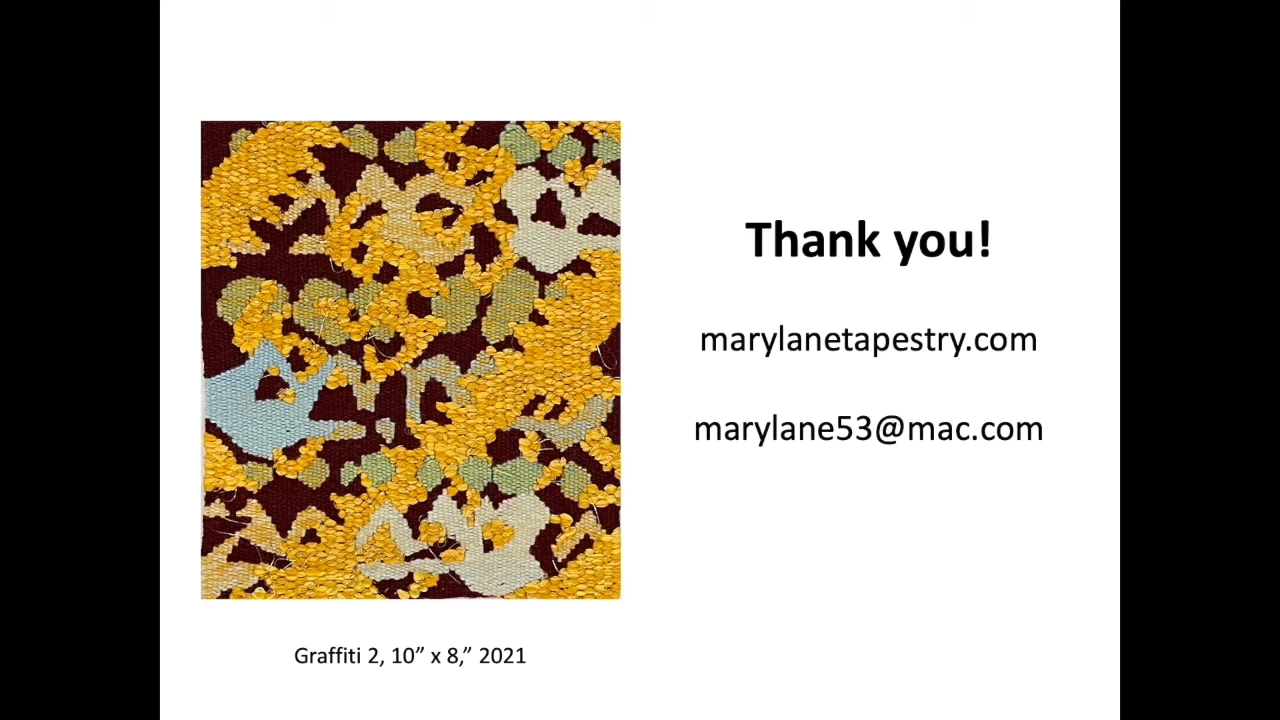 Thank you!
marylanetapestry.com
marylane53@mac.com
Graffiti 2, 10” x 8,” 2021